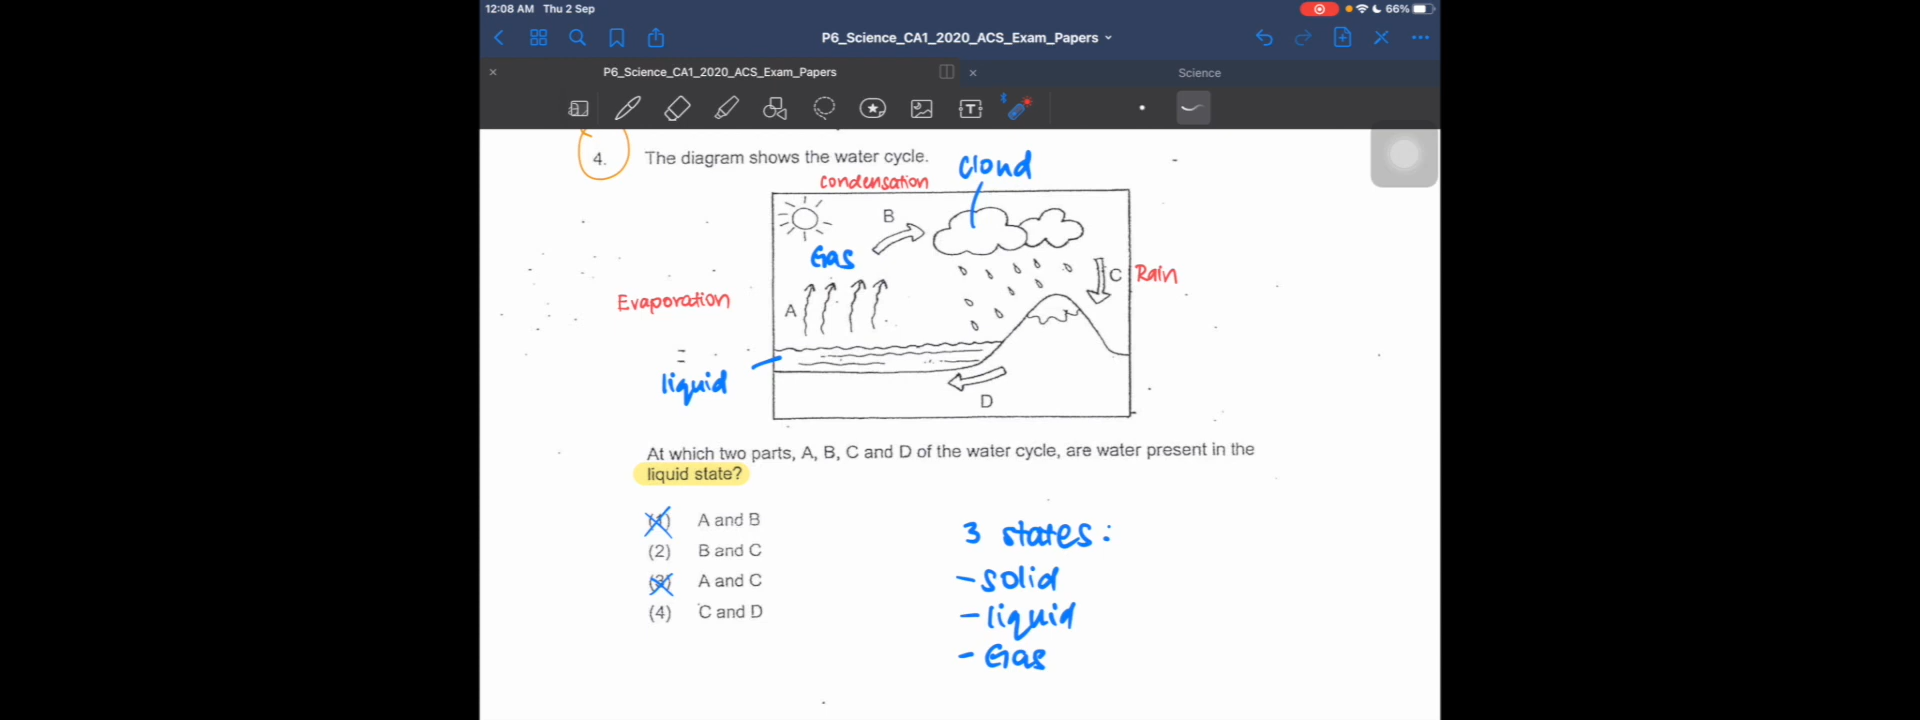 12:08 AM Thu 2 Sep
66%
P6_Science_CA1_2020_ACS_Exam_Papers
P6_Science_CA1_2020_ACS_Exam_Papers
Science
T
4. The diagram shows the water cycle.
Cloud
Condensation
B
Gas
C Rain
Evaporation
A
liquid
D
At which two parts, A, B, C and D of the water cycle, are water present in the
liquid state?
(1) A and B
(2) B and C
(3) A and C
(4) C and D
3 states:
- solid
- liquid
- Gas